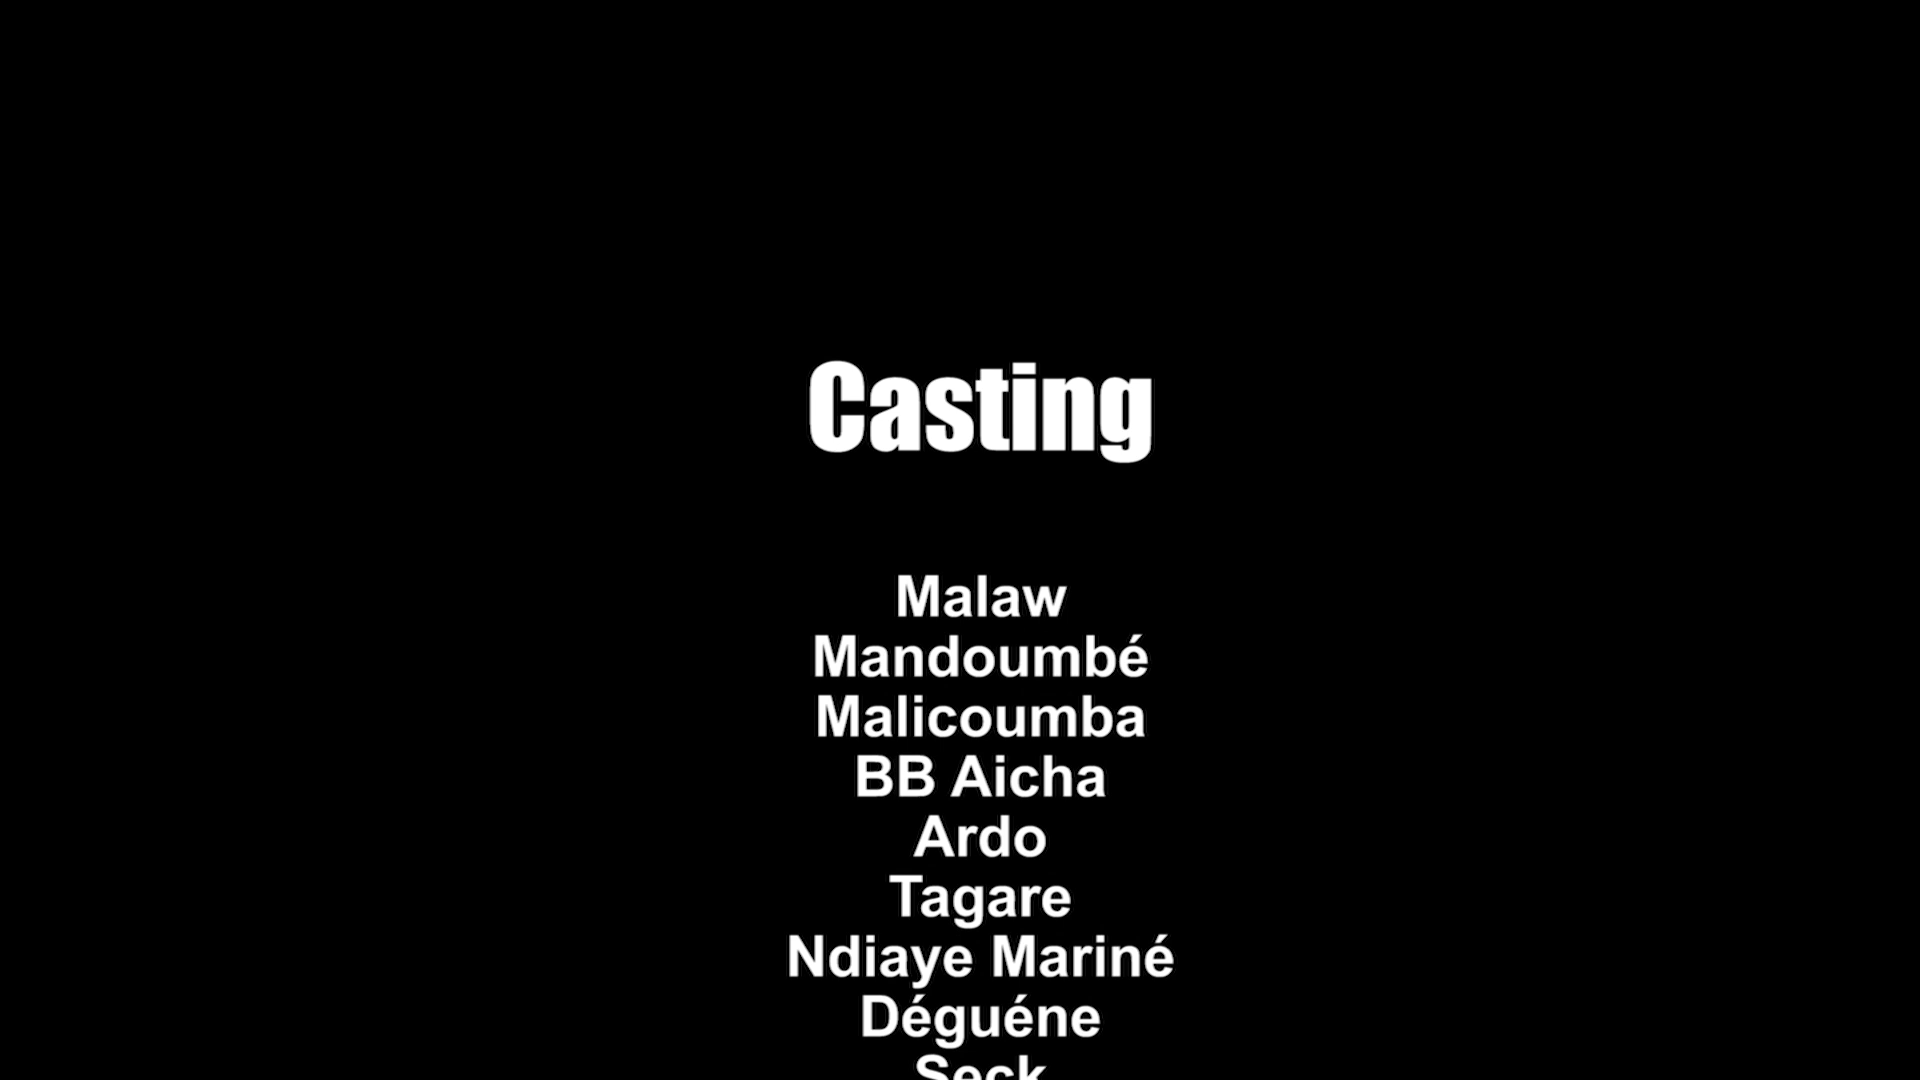 Casting
Malaw
Mandoumbé
Malicoumba
BB Aicha
Ardo
Tagare
Ndiaye Mariné
Déguéne
Seck